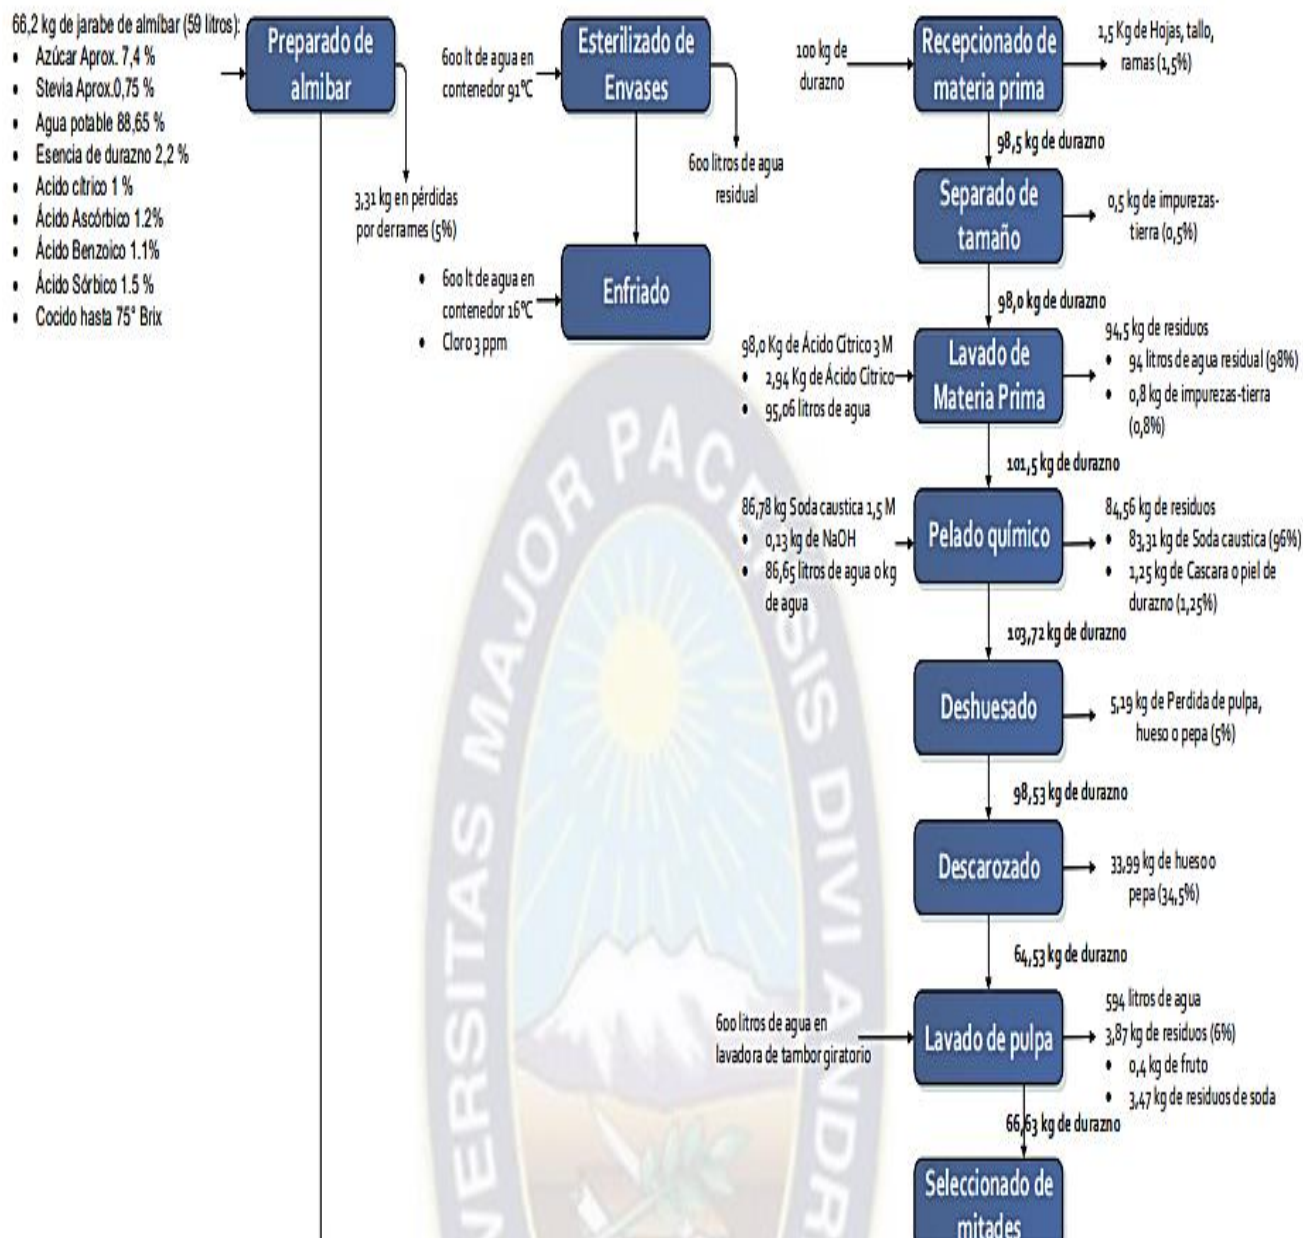 66,2 kg de jarabe de almíbar (59 litros):
• Azúcar Aprox. 7,4 %
• Stevia Aprox.0,75 %
• Agua potable 88,65 %
• Esencia de durazno 2,2 %
• Acido cítrico 1 %
• Ácido Ascórbico 1.2%
• Ácido Benzoico 1.1%
• Ácido Sórbico 1.5 %
• Cocido hasta 75° Brix
Preparado de
almibar
3,31 kg en pérdidas
por derrames (5%)
600 lt de agua en
contenedor 91°C
Esterilizado de
Envases
600 litros de agua
residual
• 600 lt de agua en
contenedor 16°C
• Cloro 3 ppm
Enfriado
100 kg de
durazno
Recepcionado de
materia prima
1,5 Kg de Hojas, tallo,
ramas (1,5%)
98,5 kg de durazno
Separado de
tamaño
0,5 kg de impurezas-
tierra (0,5%)
98,0 kg de durazno
98,0 Kg de Ácido Cítrico 3 M
• 2,94 Kg de Ácido Cítrico
• 95,06 litros de agua
Lavado de
Materia Prima
94,5 kg de residuos
• 94 litros de agua residual (98%)
• 0,8 kg de impurezas-tierra
(0,8%)
101,5 kg de durazno
86,78 kg Soda caustica 1,5 M
• 0,13 kg de NaOH
• 86,65 litros de agua o kg
de agua
Pelado químico
84,56 kg de residuos
• 83,31 kg de Soda caustica (96%)
• 1,25 kg de Cascara o piel de
durazno (1,25%)
103,72 kg de durazno
Deshuesado
5,19 kg de Perdida de pulpa,
hueso o pepa (5%)
98,53 kg de durazno
Descarozado
33,99 kg de hueso o
pepa (34,5%)
64,53 kg de durazno
600 litros de agua en
lavadora de tambor giratorio
Lavado de pulpa
594 litros de agua
3,87 kg de residuos (6%)
• 0,4 kg de fruto
• 3,47 kg de residuos de soda
66,63 kg de durazno
Seleccionado de
mitades
VERSITAS MAJOR PACENSIS DIVI ANDR